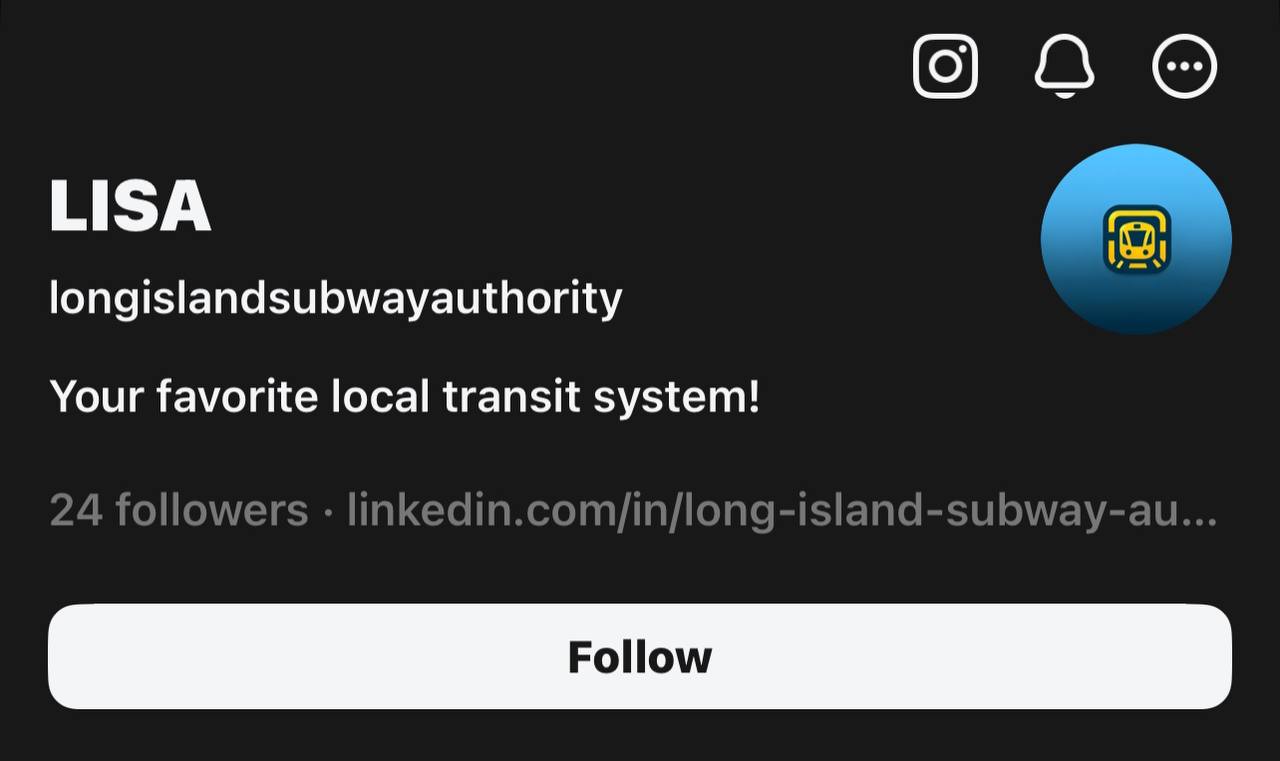 LISA
longislandsubwayauthority
Your favorite local transit system!
24 followers · linkedin.com/in/long-island-subway-au...
Follow